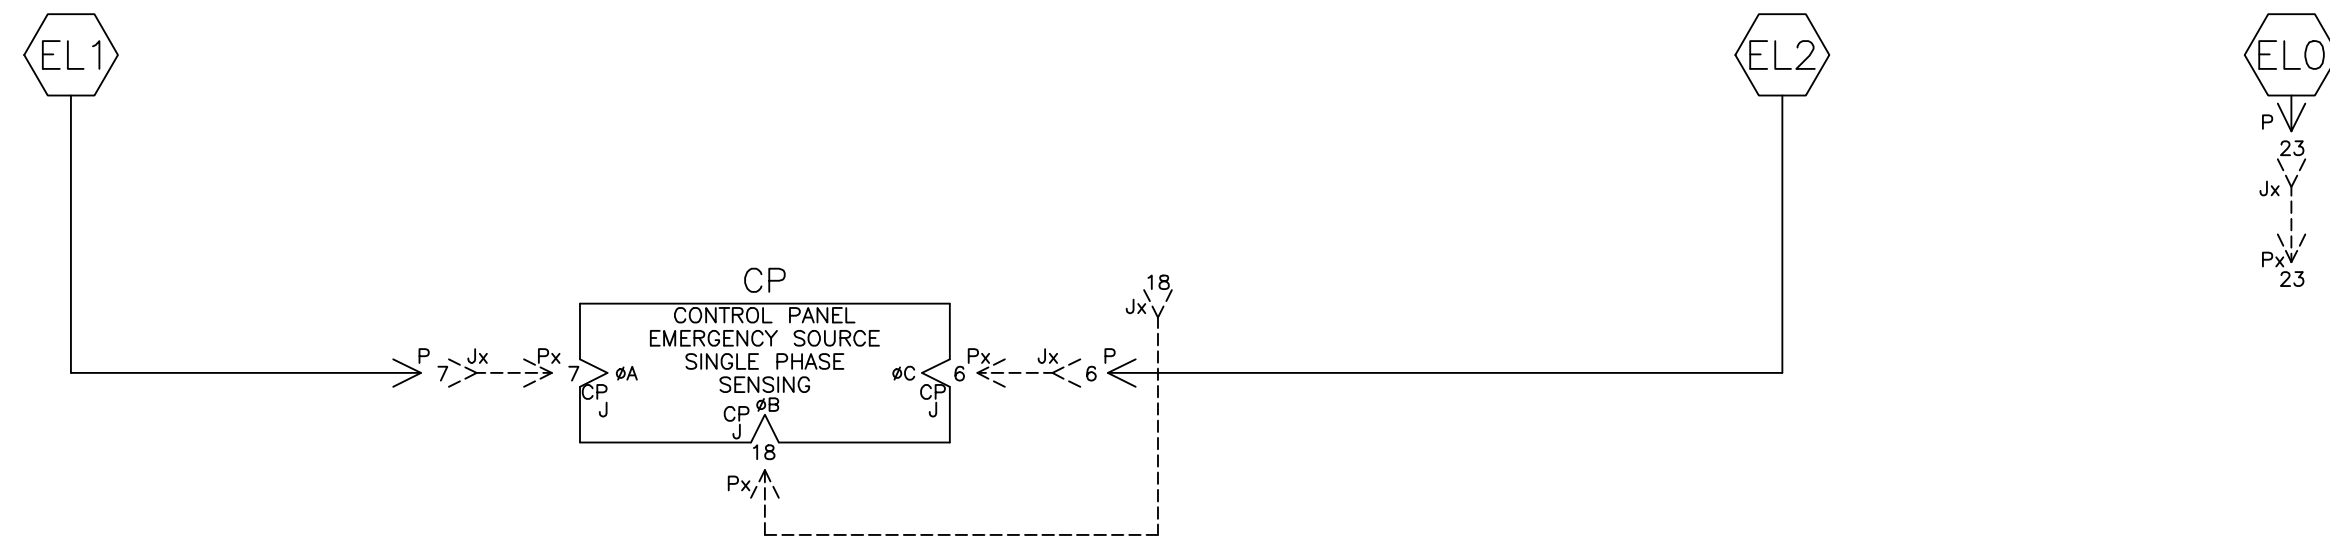 EL1
EL2
EL0
P
23
Jx
Px
23
CP
18
Jx
CONTROL PANEL
EMERGENCY SOURCE
SINGLE PHASE
SENSING
P
7
Jx
Px
7
øA
CP
J
øC
6
Px
Jx
6
P
CP
J
øB
CP
J
18
Px